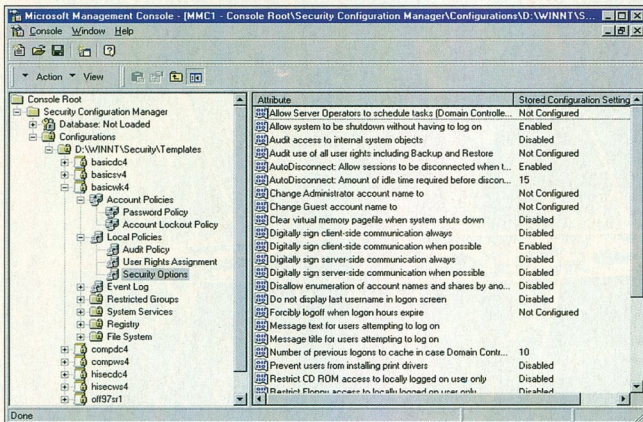 Microsoft Management Console - [MMC1 - Console Root\Security Configuration Manager\Configurations\D:\WINNT\S...
Console Window Help
Action View
Console Root
Security Configuration Manager
Database: Not Loaded
Configurations
D:\WINNT\Security\Templates
basicdc4
basicsv4
basicwk4
Account Policies
Password Policy
Account Lockout Policy
Local Policies
Audit Policy
User Rights Assignment
Security Options
Event Log
Restricted Groups
System Services
Registry
File System
compdc4
compws4
hisecdc4
hisecws4
off97sr1
Attribute Stored Configuration Setting
Allow Server Operators to schedule tasks (Domain Controlle... Not Configured
Allow system to be shutdown without having to log on Enabled
Audit access to internal system objects Disabled
Audit use of all user rights including Backup and Restore Not Configured
AutoDisconnect: Allow sessions to be disconnected when t... Enabled
AutoDisconnect: Amount of idle time required before discon... 15
Change Administrator account name to Not Configured
Change Guest account name to Not Configured
Clear virtual memory pagefile when system shuts down Disabled
Digitally sign client-side communication always Disabled
Digitally sign client-side communication when possible Enabled
Digitally sign server-side communication always Disabled
Digitally sign server-side communication when possible Disabled
Disallow enumeration of account names and shares by ano... Disabled
Do not display last username in logon screen Disabled
Forcibly logoff when logon hours expire Not Configured
Message text for users attempting to log on
Message title for users attempting to log on
Number of previous logons to cache in case Domain Contr... 10
Prevent users from installing print drivers Disabled
Restrict CD ROM access to locally logged on user only Disabled
Restrict Floppy access to locally logged on user only Disabled
Done